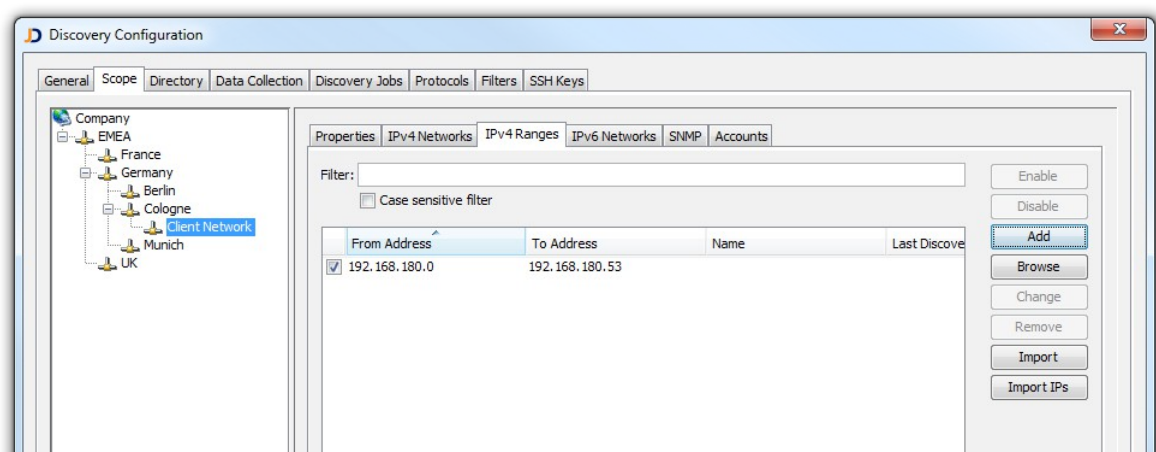 Discovery Configuration
x
General Scope Directory Data Collection Discovery Jobs Protocols Filters SSH Keys
Company
EMEA
France
Germany
Berlin
Cologne
Client Network
Munich
UK
Properties IPv4 Networks IPv4 Ranges IPv6 Networks SNMP Accounts
Filter:
Case sensitive filter
From Address To Address Name Last Discove
192.168.180.0 192.168.180.53
Enable
Disable
Add
Browse
Change
Remove
Import
Import IPs